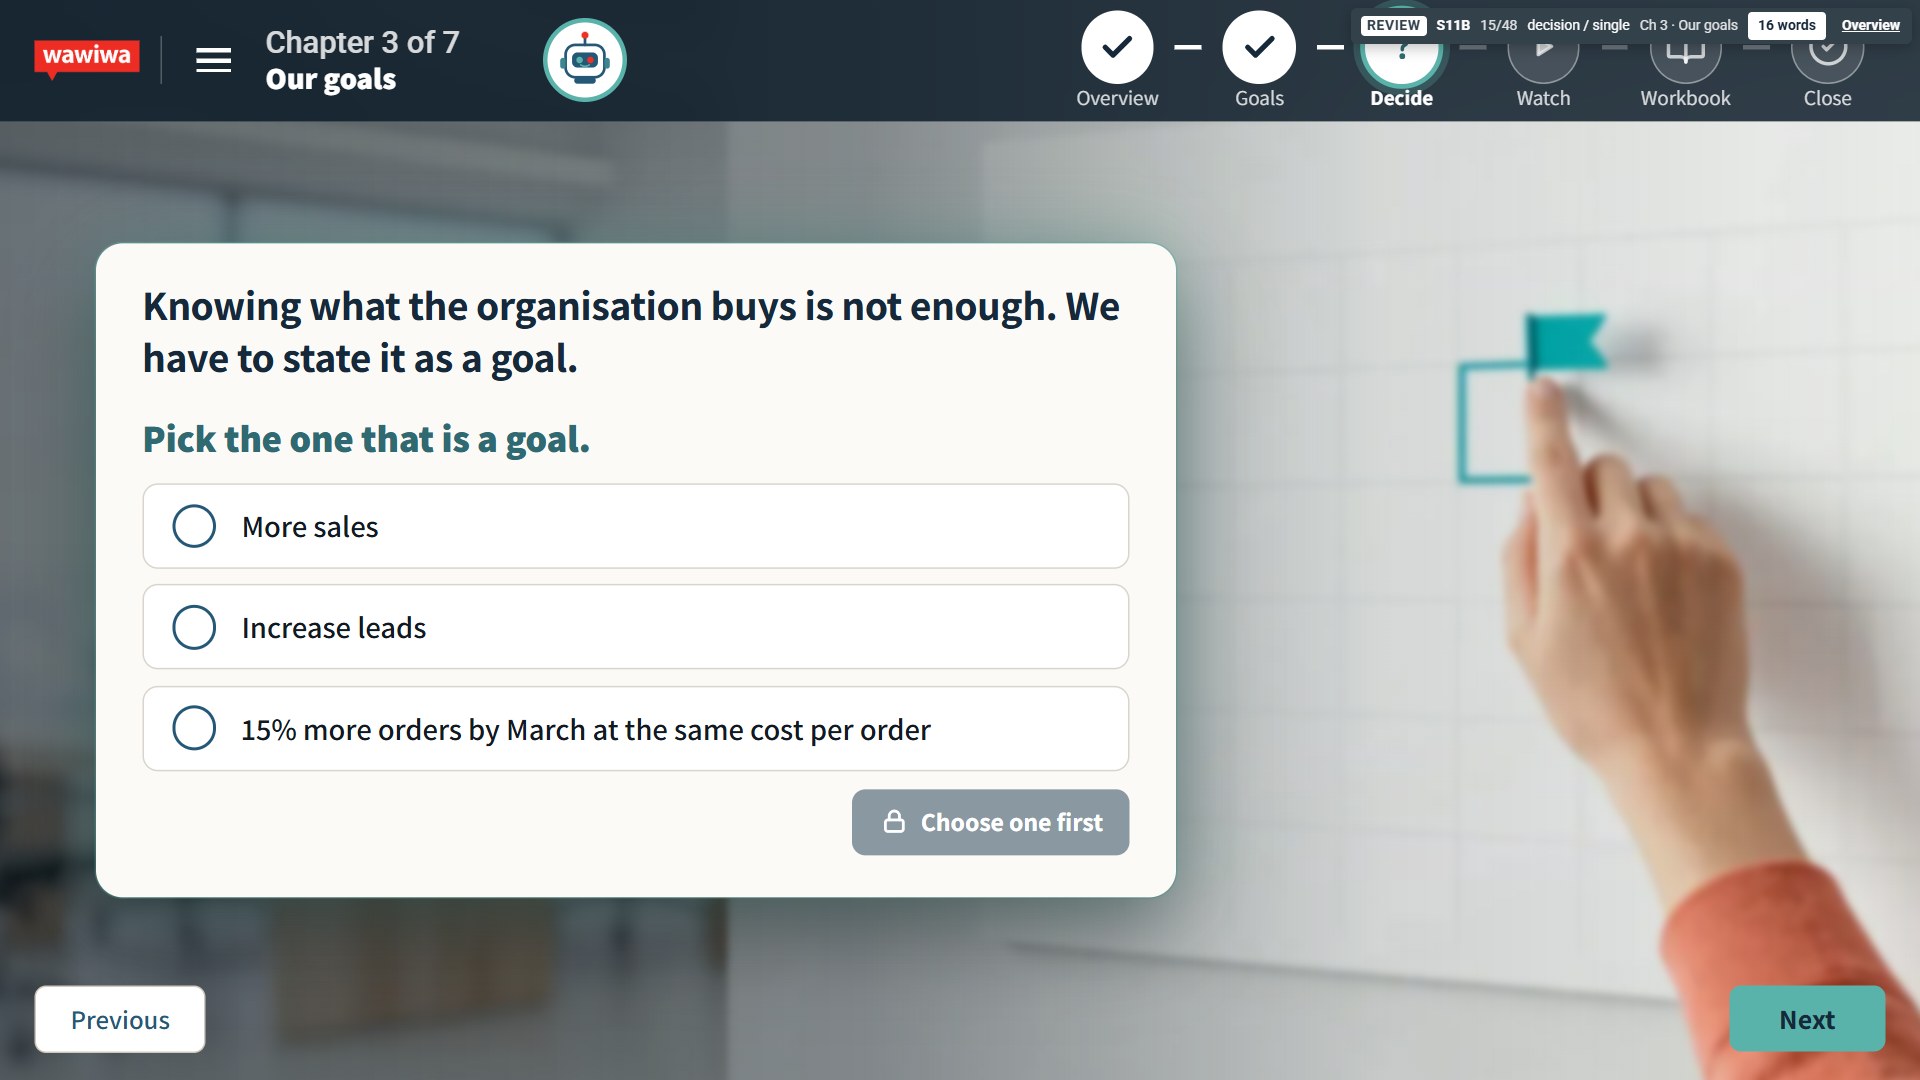 wawiwa
Chapter 3 of 7
Our goals
REVIEW S11B 15/48 decision / single Ch 3 · Our goals 16 words Overview
?
Overview
Goals
Decide
Watch
Workbook
Close
Knowing what the organisation buys is not enough. We
have to state it as a goal.
Pick the one that is a goal.
More sales
Increase leads
15% more orders by March at the same cost per order
Choose one first
Previous
Next